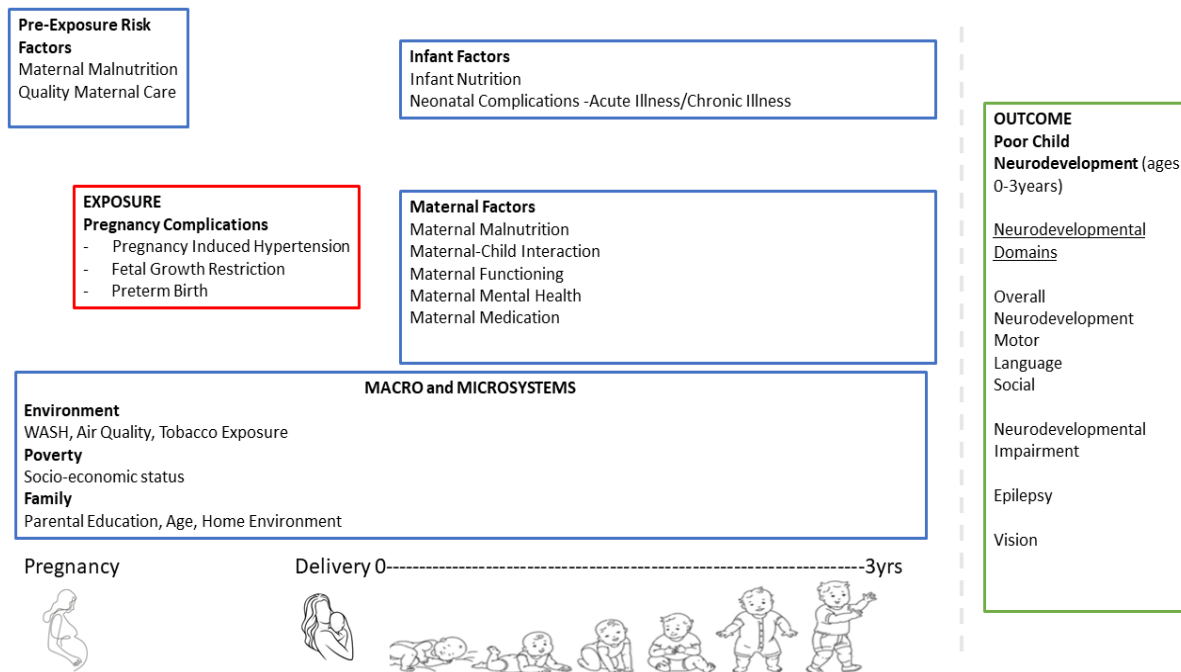 Pre-Exposure Risk
Factors
Maternal Malnutrition
Quality Maternal Care
Infant Factors
Infant Nutrition
Neonatal Complications -Acute Illness/Chronic Illness
EXPOSURE
Pregnancy Complications
- Pregnancy Induced Hypertension
- Fetal Growth Restriction
- Preterm Birth
Maternal Factors
Maternal Malnutrition
Maternal-Child Interaction
Maternal Functioning
Maternal Mental Health
Maternal Medication
MACRO and MICROSYSTEMS
Environment
WASH, Air Quality, Tobacco Exposure
Poverty
Socio-economic status
Family
Parental Education, Age, Home Environment
Pregnancy
Delivery 0--------------------------------------------------------------------------3yrs
OUTCOME
Poor Child
Neurodevelopment (ages
0-3years)
Neurodevelopmental
Domains
Overall
Neurodevelopment
Motor
Language
Social
Neurodevelopmental
Impairment
Epilepsy
Vision